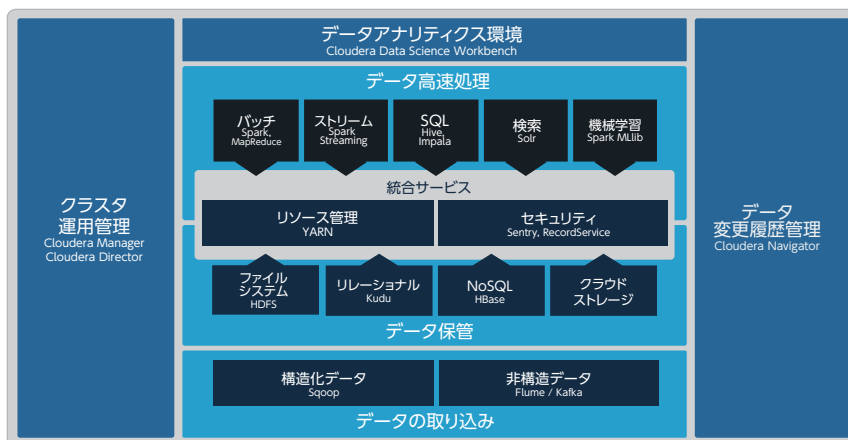 データアナリティクス環境
Cloudera Data Science Workbench
データ高速処理
バッチ
Spark,
MapReduce
ストリーム
Spark
Streaming
SQL
Hive,
Impala
検索
Solr
機械学習
Spark MLlib
統合サービス
リソース管理
YARN
セキュリティ
Sentry, RecordService
ファイル
システム
HDFS
リレーショナル
Kudu
NoSQL
HBase
クラウド
ストレージ
データ保管
構造化データ
Sqoop
非構造データ
Flume / Kafka
データの取り込み
クラスタ
運用管理
Cloudera Manager
Cloudera Director
データ
変更履歴管理
Cloudera Navigator